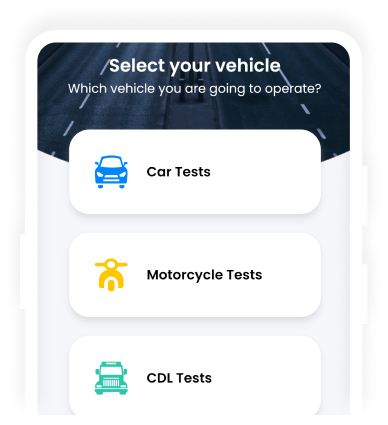 Select your vehicle
Which vehicle you are going to operate?
Car Tests
Motorcycle Tests
CDL Tests